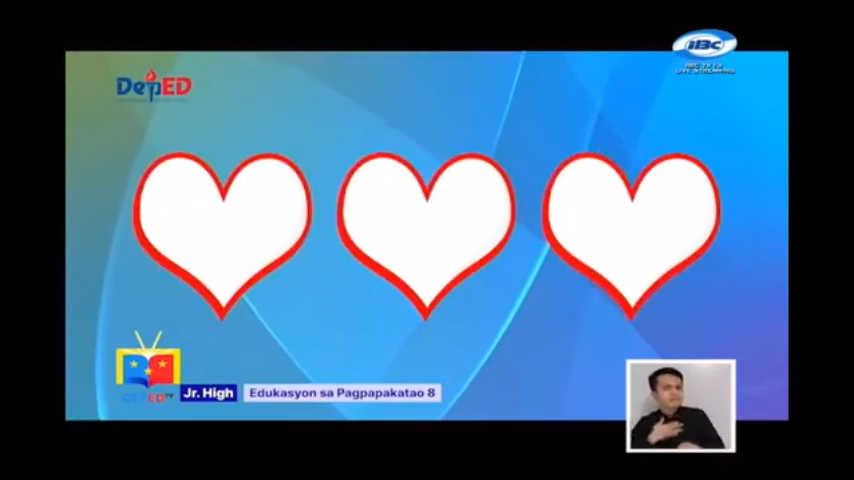 IBC
IBC TV 13
LIVE STREAMING
DepED
DEPED TV
Jr. High
Edukasyon sa Pagpapakatao 8